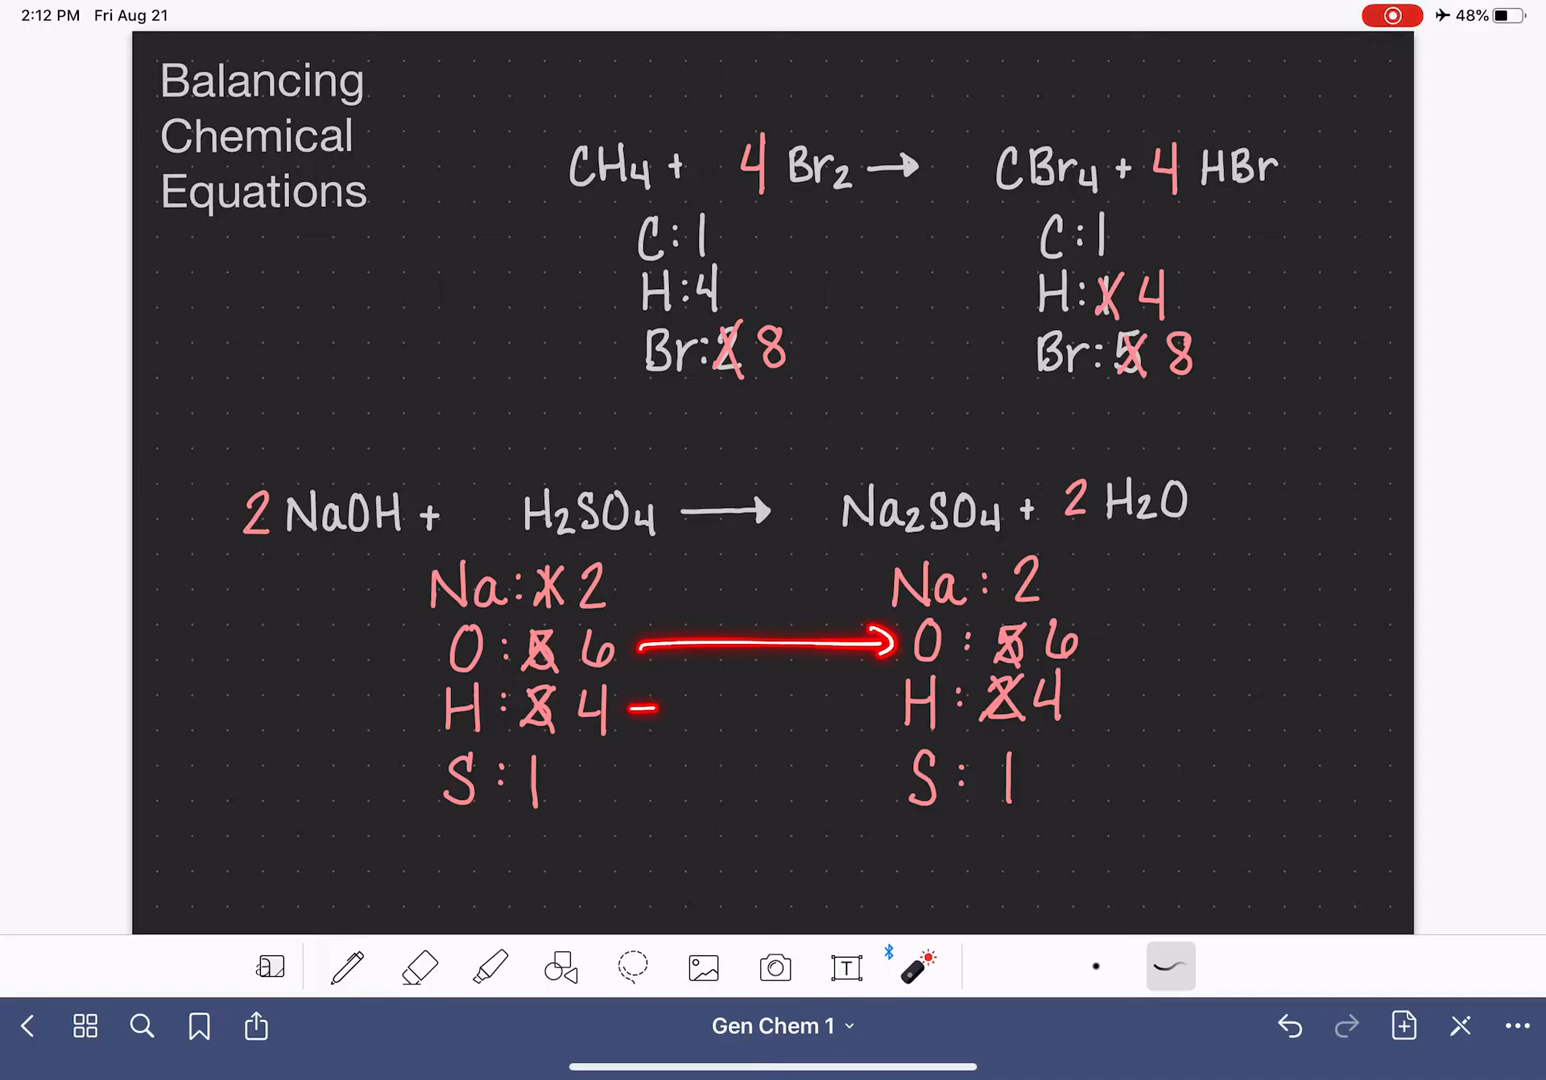 2:12 PM Fri Aug 21
48%
Balancing
Chemical
Equations
CH4 + 4 Br2 → CBr4 + 4 HBr
C: 1
H: 4
Br: 2 8
C: 1
H: 1 4
Br: 5 8
2 NaOH + H2SO4 → Na2SO4 + 2 H2O
Na: 1 2
O: 5 6
H: 3 4
S: 1
Na: 2
O: 5 6
H: 2 4
S: 1
T
Gen Chem 1